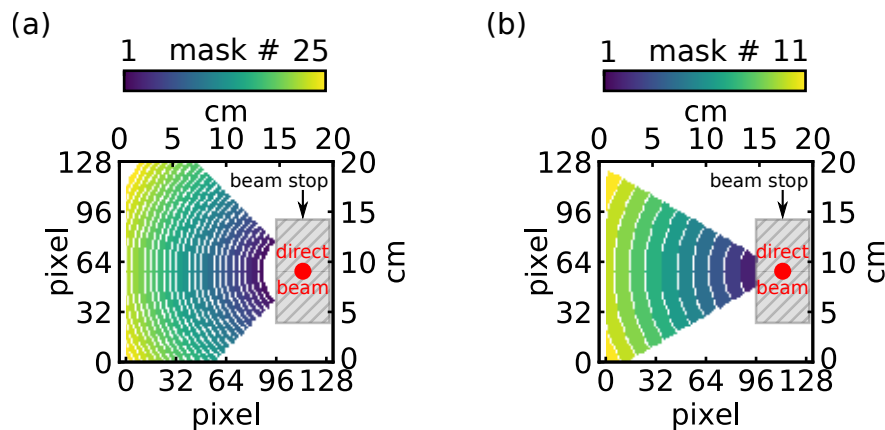 (a)
1 mask # 25
cm
0 5 10 15 20
128
96
64
32
0
pixel
beam stop
direct
beam
20
15
10
5
0
cm
0 32 64 96 128
pixel
(b)
1 mask # 11
cm
0 5 10 15 20
128
96
64
32
0
pixel
beam stop
direct
beam
20
15
10
5
0
cm
0 32 64 96 128
pixel